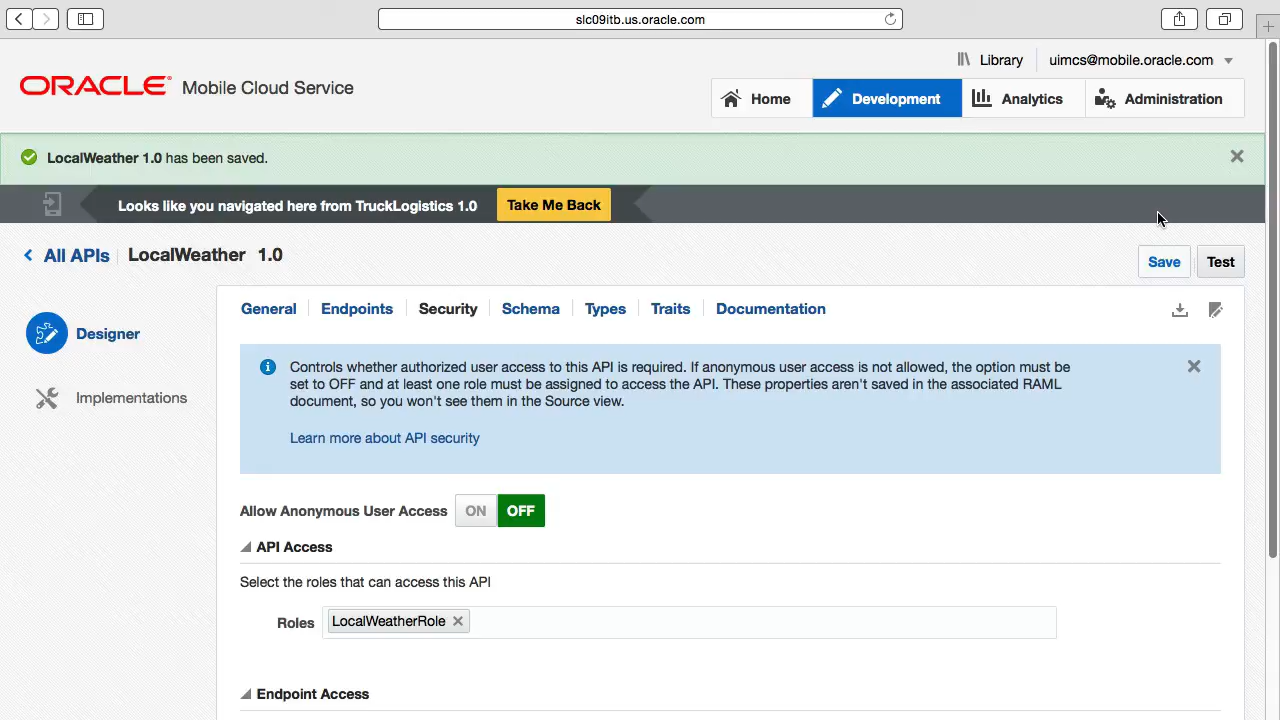 slc09itb.us.oracle.com
Library
uimcs@mobile.oracle.com
ORACLE Mobile Cloud Service
Home
Development
Analytics
Administration
LocalWeather 1.0 has been saved.
Looks like you navigated here from TruckLogistics 1.0
Take Me Back
All APIs
LocalWeather 1.0
Save
Test
General
Endpoints
Security
Schema
Types
Traits
Documentation
Designer
Implementations
Controls whether authorized user access to this API is required. If anonymous user access is not allowed, the option must be
set to OFF and at least one role must be assigned to access the API. These properties aren't saved in the associated RAML
document, so you won't see them in the Source view.
Learn more about API security
Allow Anonymous User Access
ON
OFF
API Access
Select the roles that can access this API
Roles
LocalWeatherRole
Endpoint Access